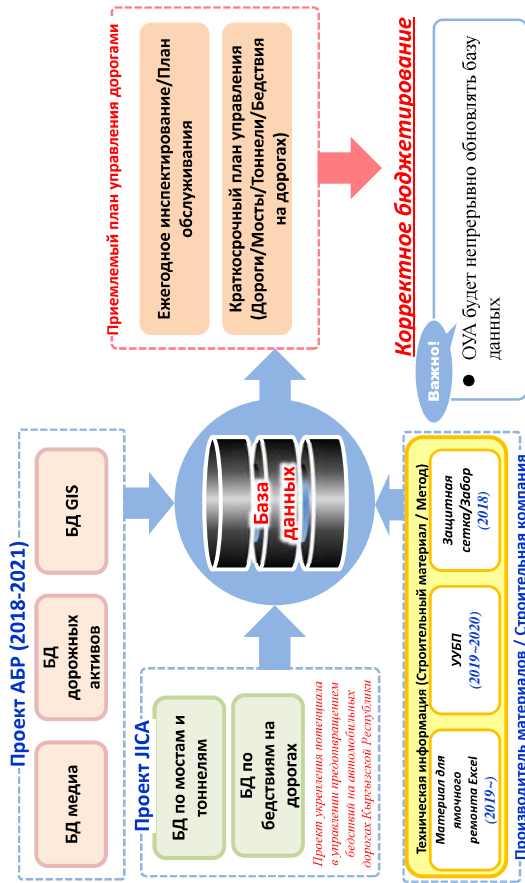 Проект АБР (2018-2021)
БД медиа
БД
дорожных
активов
БД GIS
Проект JICA
БД по мостам и
тоннелям
БД по
бедствиям на
дорогах
Проект укрепления потенциала
в управлении предотвращением
бедствий на автомобильных
дорогах Кыргызской Республики
База
данных
Приемлемый план управления дорогами
Ежегодное инспектирование/План
обслуживания
Краткосрочный план управления
(Дороги/Мосты/Тоннели/Бедствия
на дорогах)
Корректное бюджетирование
Важно!
● ОУА будет непрерывно обновлять базу
данных
Техническая информация (Строительный материал / Метод)
Материал для
ямочного
ремонта Excel
(2019~)
УУБП
(2019~2020)
Защитная
сетка/Забор
(2018)
Производитель материалов / Строительная компания